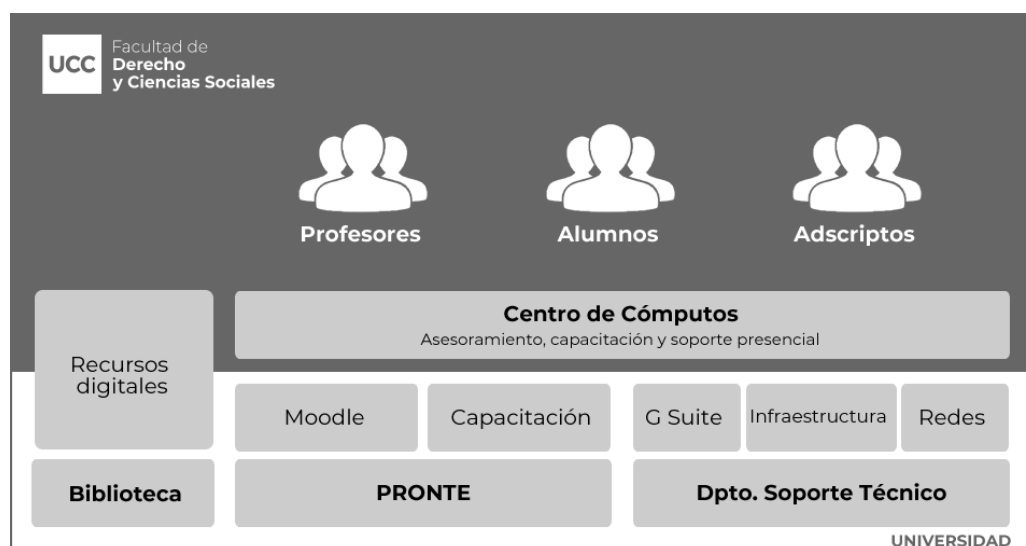 UCC
Facultad de
Derecho
y Ciencias Sociales
Profesores
Alumnos
Adscriptos
Centro de Cómputos
Asesoramiento, capacitación y soporte presencial
Recursos
digitales
Moodle
Capacitación
G Suite
Infraestructura
Redes
Biblioteca
PRONTE
Dpto. Soporte Técnico
UNIVERSIDAD